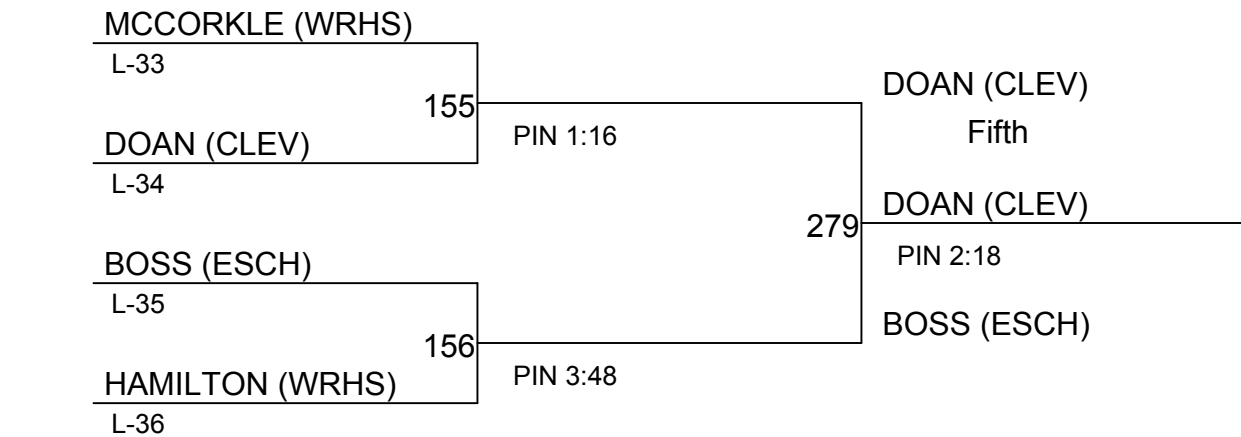 MCCORKLE (WRHS)
L-33
155
PIN 1:16
DOAN (CLEV)
L-34
DOAN (CLEV)
Fifth
279
DOAN (CLEV)
PIN 2:18
BOSS (ESCH)
L-35
156
PIN 3:48
HAMILTON (WRHS)
L-36
BOSS (ESCH)